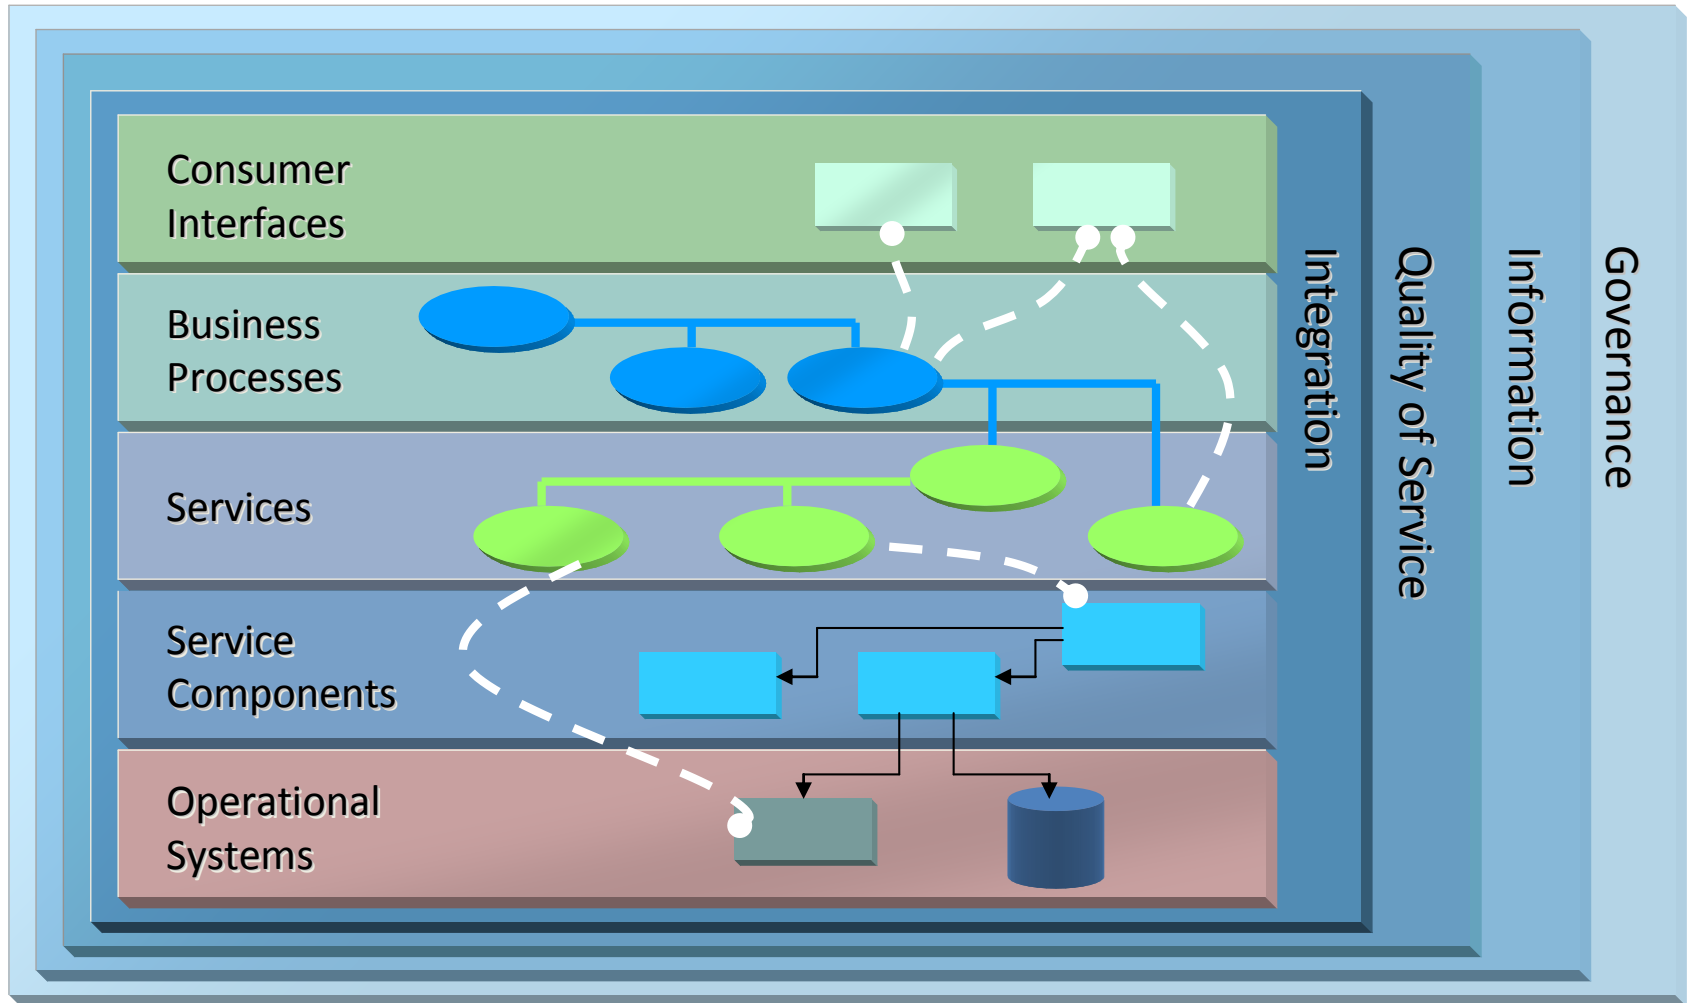 Consumer
Interfaces
Business
Processes
Services
Service
Components
Operational
Systems
Integration
Quality of Service
Information
Governance